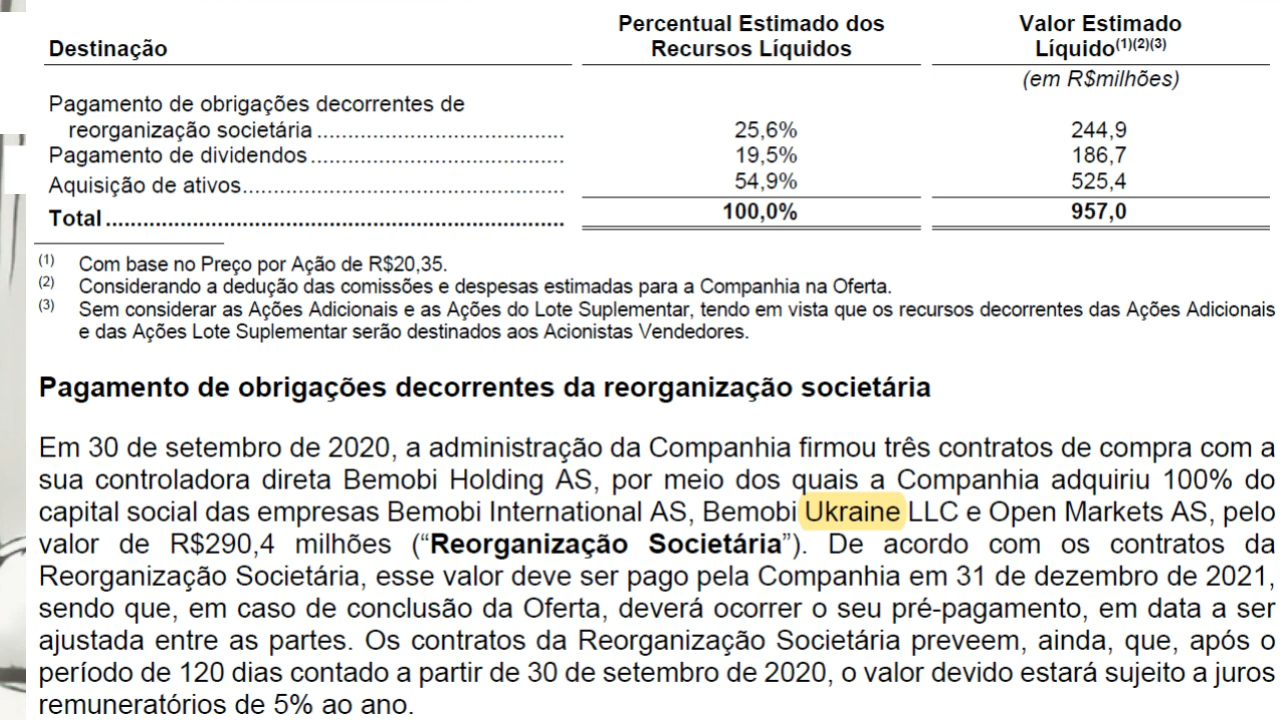 Destinação Percentual Estimado dos Recursos Líquidos Valor Estimado Líquido(1)(2)(3)
(em R$milhões)
Pagamento de obrigações decorrentes de
reorganização societária 25,6% 244,9
Pagamento de dividendos 19,5% 186,7
Aquisição de ativos 54,9% 525,4
Total 100,0% 957,0
(1) Com base no Preço por Ação de R$20,35.
(2) Considerando a dedução das comissões e despesas estimadas para a Companhia na Oferta.
(3) Sem considerar as Ações Adicionais e as Ações do Lote Suplementar, tendo em vista que os recursos decorrentes das Ações Adicionais
e das Ações Lote Suplementar serão destinados aos Acionistas Vendedores.
Pagamento de obrigações decorrentes da reorganização societária
Em 30 de setembro de 2020, a administração da Companhia firmou três contratos de compra com a
sua controladora direta Bemobi Holding AS, por meio dos quais a Companhia adquiriu 100% do
capital social das empresas Bemobi International AS, Bemobi Ukraine LLC e Open Markets AS, pelo
valor de R$290,4 milhões (“Reorganização Societária”). De acordo com os contratos da
Reorganização Societária, esse valor deve ser pago pela Companhia em 31 de dezembro de 2021,
sendo que, em caso de conclusão da Oferta, deverá ocorrer o seu pré-pagamento, em data a ser
ajustada entre as partes. Os contratos da Reorganização Societária preveem, ainda, que, após o
período de 120 dias contado a partir de 30 de setembro de 2020, o valor devido estará sujeito a juros
remuneratórios de 5% ao ano.